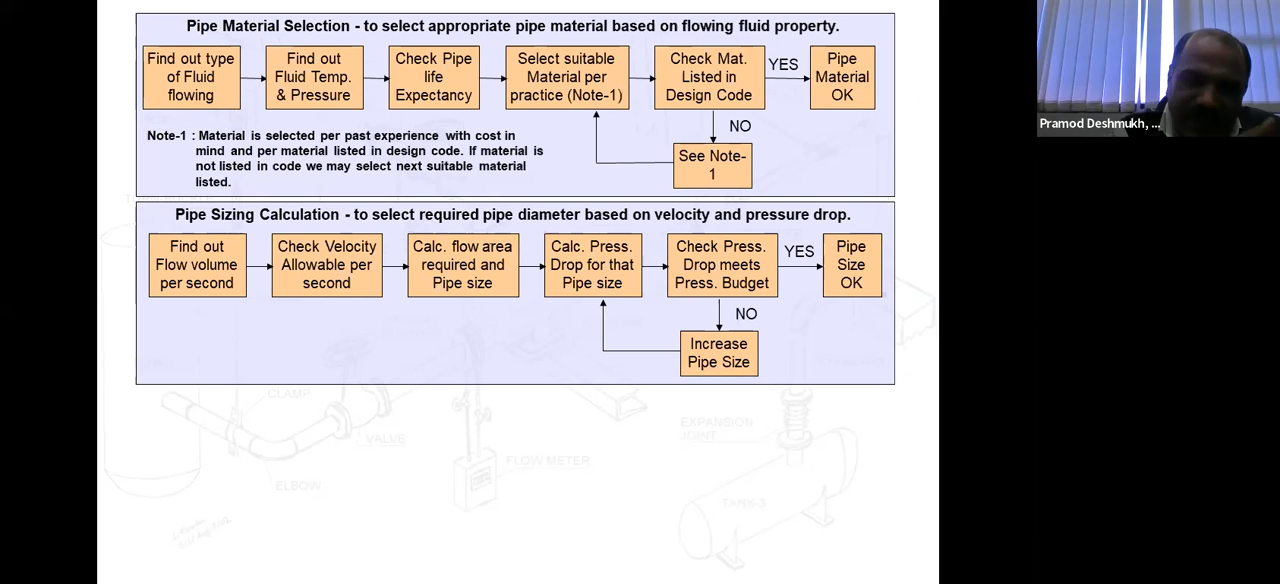 Pipe Material Selection - to select appropriate pipe material based on flowing fluid property.
Find out type
of Fluid
flowing
Find out
Fluid Temp.
& Pressure
Check Pipe
life
Expectancy
Select suitable
Material per
practice (Note-1)
Check Mat.
Listed in
Design Code
YES
Pipe
Material
OK
NO
See Note-
1
Note-1 : Material is selected per past experience with cost in
mind and per material listed in design code. If material is
not listed in code we may select next suitable material
listed.
Pipe Sizing Calculation - to select required pipe diameter based on velocity and pressure drop.
Find out
Flow volume
per second
Check Velocity
Allowable per
second
Calc. flow area
required and
Pipe size
Calc. Press.
Drop for that
Pipe size
Check Press.
Drop meets
Press. Budget
YES
Pipe
Size
OK
NO
Increase
Pipe Size
CLAMP
VALVE
ELBOW
FLOW METER
EXPANSION
JOINT
Pramod Deshmukh, ...